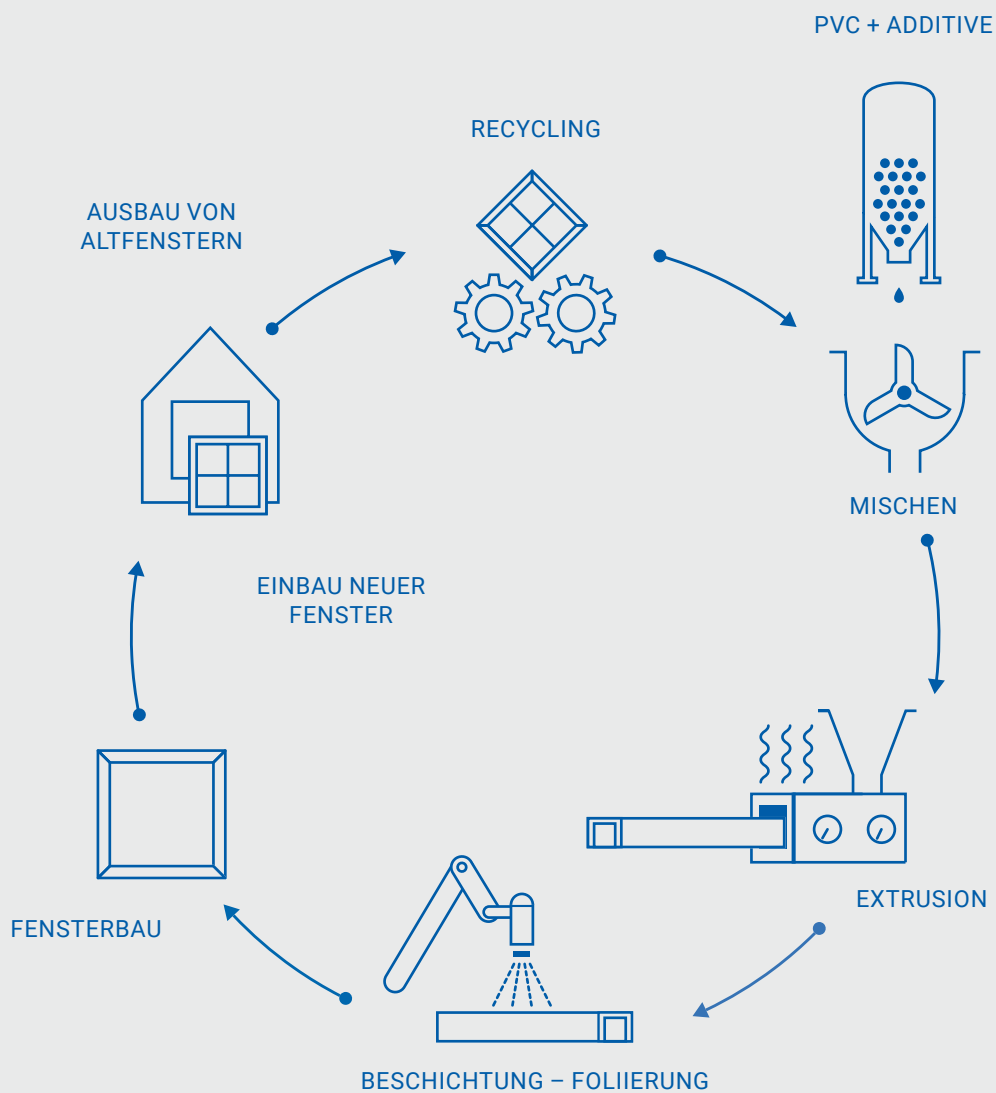 PVC + ADDITIVE
RECYCLING
AUSBAU VON
ALTFENSTERN
MISCHEN
EINBAU NEUER
FENSTER
EXTRUSION
FENSTERBAU
BESCHICHTUNG – FOLIIERUNG